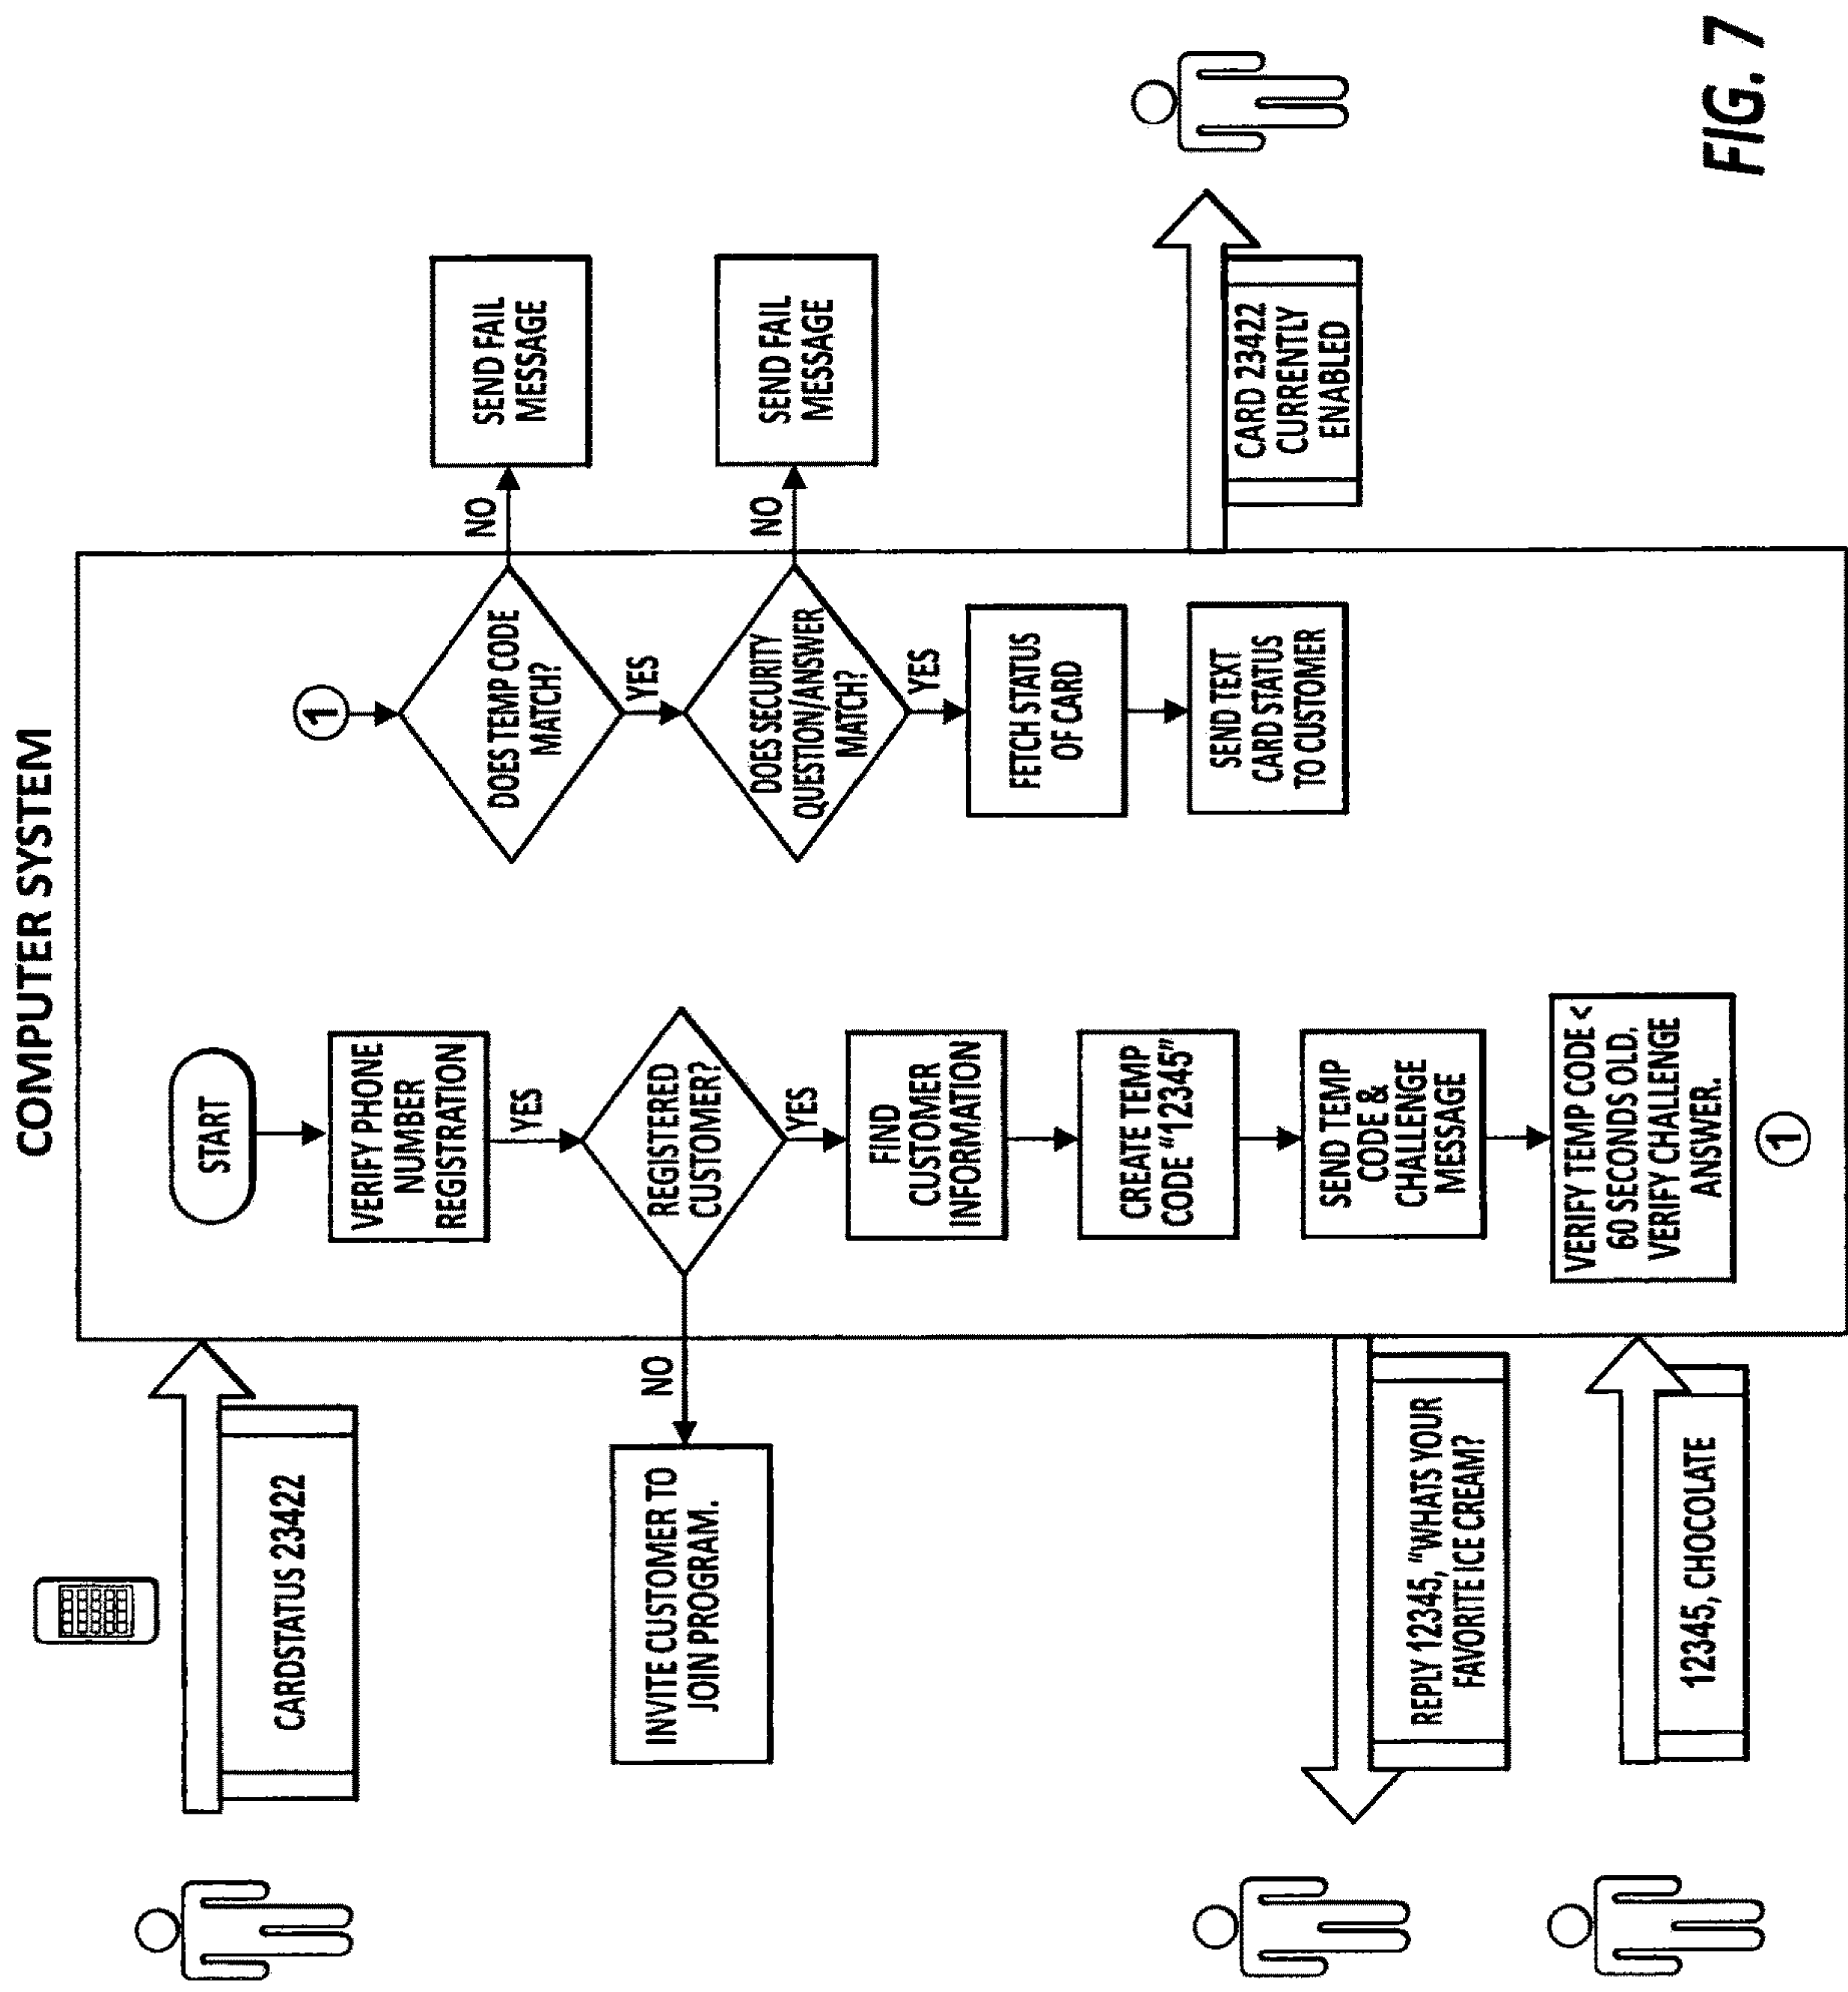 COMPUTER SYSTEM
CARDSTATUS 23422
START
VERIFY PHONE
NUMBER
REGISTRATION
YES
REGISTERED
CUSTOMER?
NO
INVITE CUSTOMER TO
JOIN PROGRAM.
YES
FIND
CUSTOMER
INFORMATION
CREATE TEMP
CODE "12345"
SEND TEMP
CODE &
CHALLENGE
MESSAGE
REPLY 12345, "WHATS YOUR
FAVORITE ICE CREAM?
VERIFY TEMP CODE <
60 SECONDS OLD.
VERIFY CHALLENGE
ANSWER.
12345, CHOCOLATE
1
1
DOES TEMP CODE
MATCH?
NO
SEND FAIL
MESSAGE
YES
DOES SECURITY
QUESTION/ANSWER
MATCH?
NO
SEND FAIL
MESSAGE
YES
FETCH STATUS
OF CARD
SEND TEXT
CARD STATUS
TO CUSTOMER
CARD 23422
CURRENTLY
ENABLED
FIG. 7